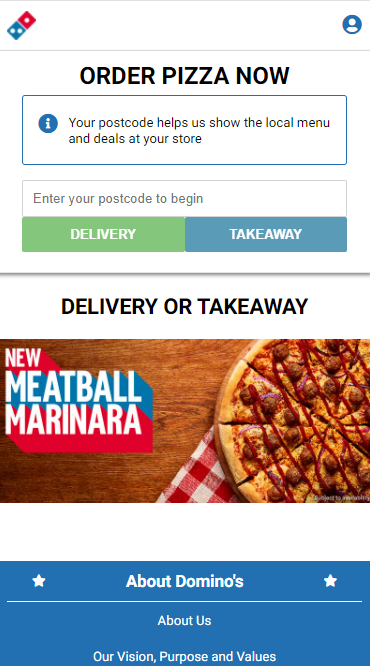 ORDER PIZZA NOW
Your postcode helps us show the local menu
and deals at your store
Enter your postcode to begin
DELIVERY
TAKEAWAY
DELIVERY OR TAKEAWAY
NEW
MEATBALL
MARINARA
Subject to availability
About Domino's
About Us
Our Vision, Purpose and Values